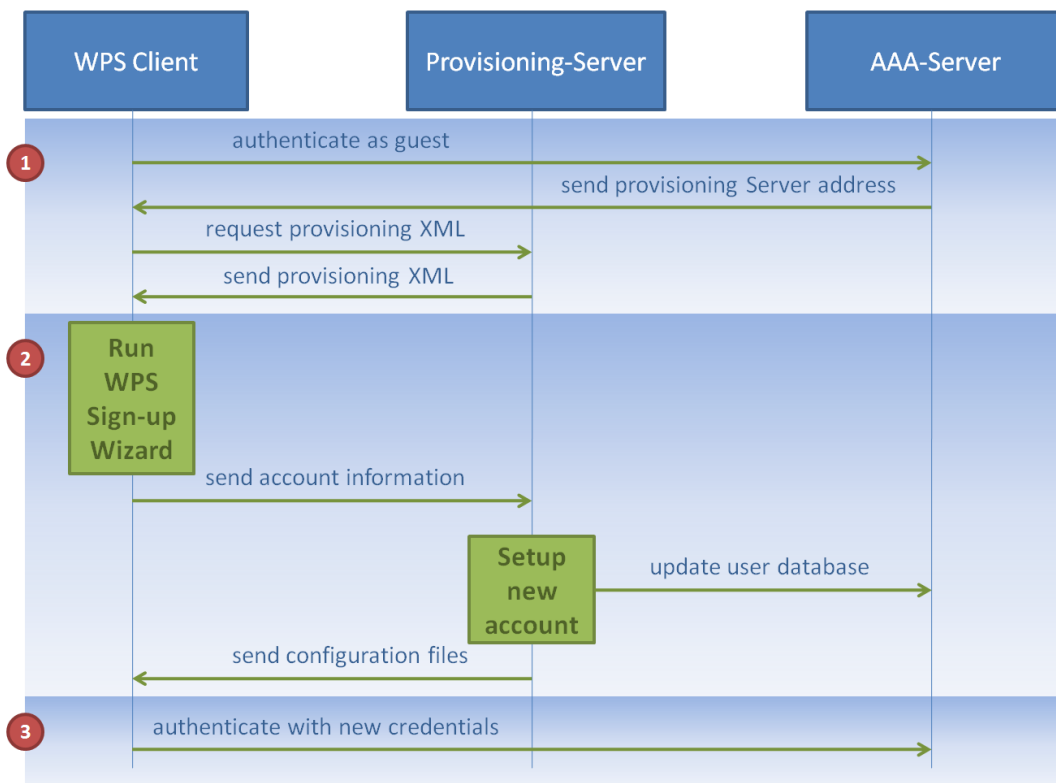 WPS Client
Provisioning-Server
AAA-Server
1
authenticate as guest
send provisioning Server address
request provisioning XML
send provisioning XML
2
Run
WPS
Sign-up
Wizard
send account information
Setup
new
account
update user database
send configuration files
3
authenticate with new credentials